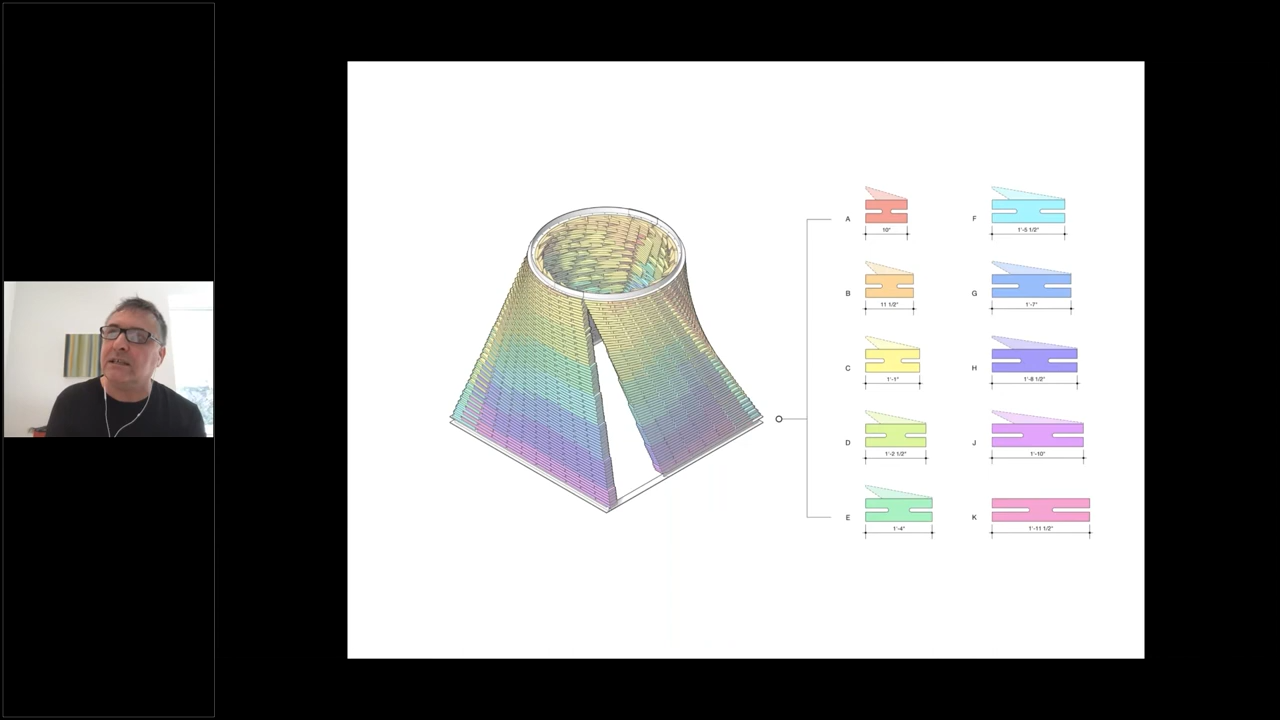 A
10"
B
11 1/2"
C
1'-1"
D
1'-2 1/2"
E
1'-4"
F
1'-5 1/2"
G
1'-7"
H
1'-8 1/2"
J
1'-10"
K
1'-11 1/2"